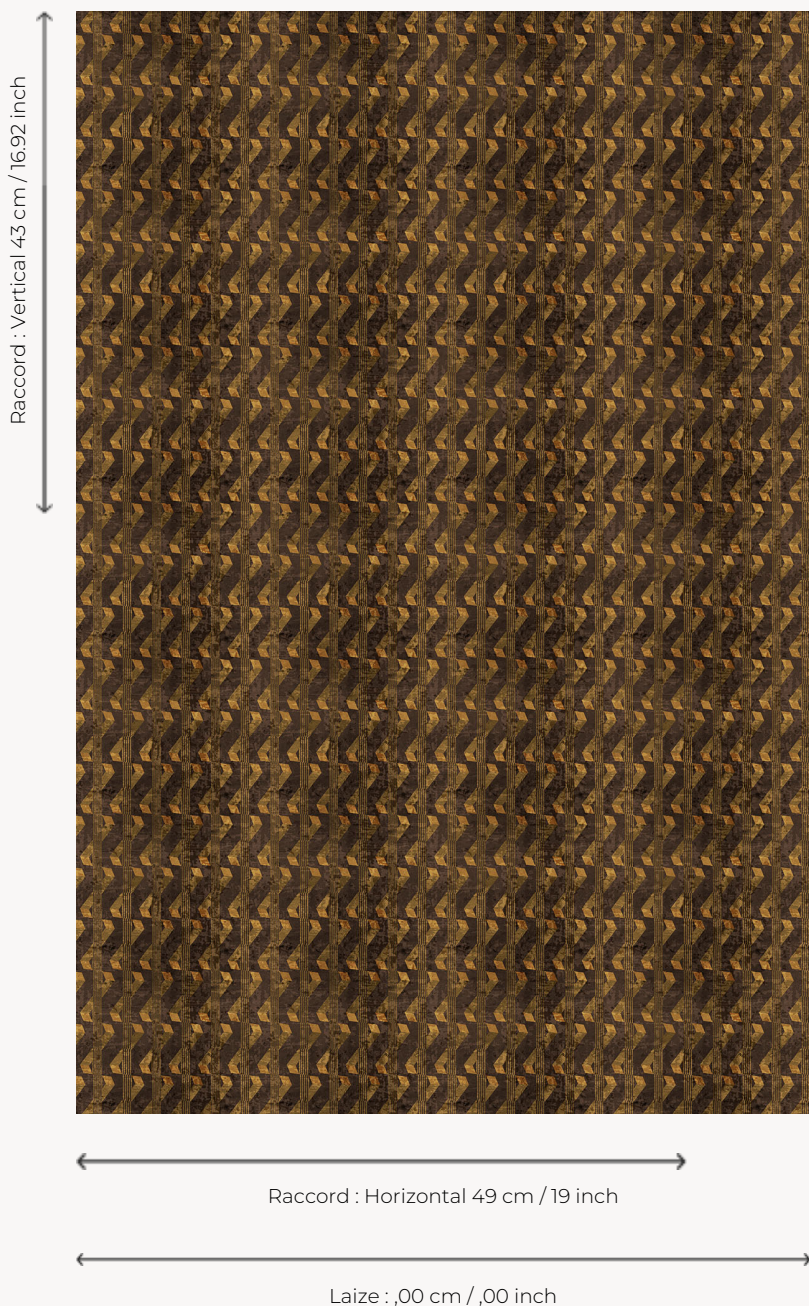 Raccord : Vertical 43 cm / 16.92 inch
Raccord : Horizontal 49 cm / 19 inch
Laize : ,00 cm / ,00 inch